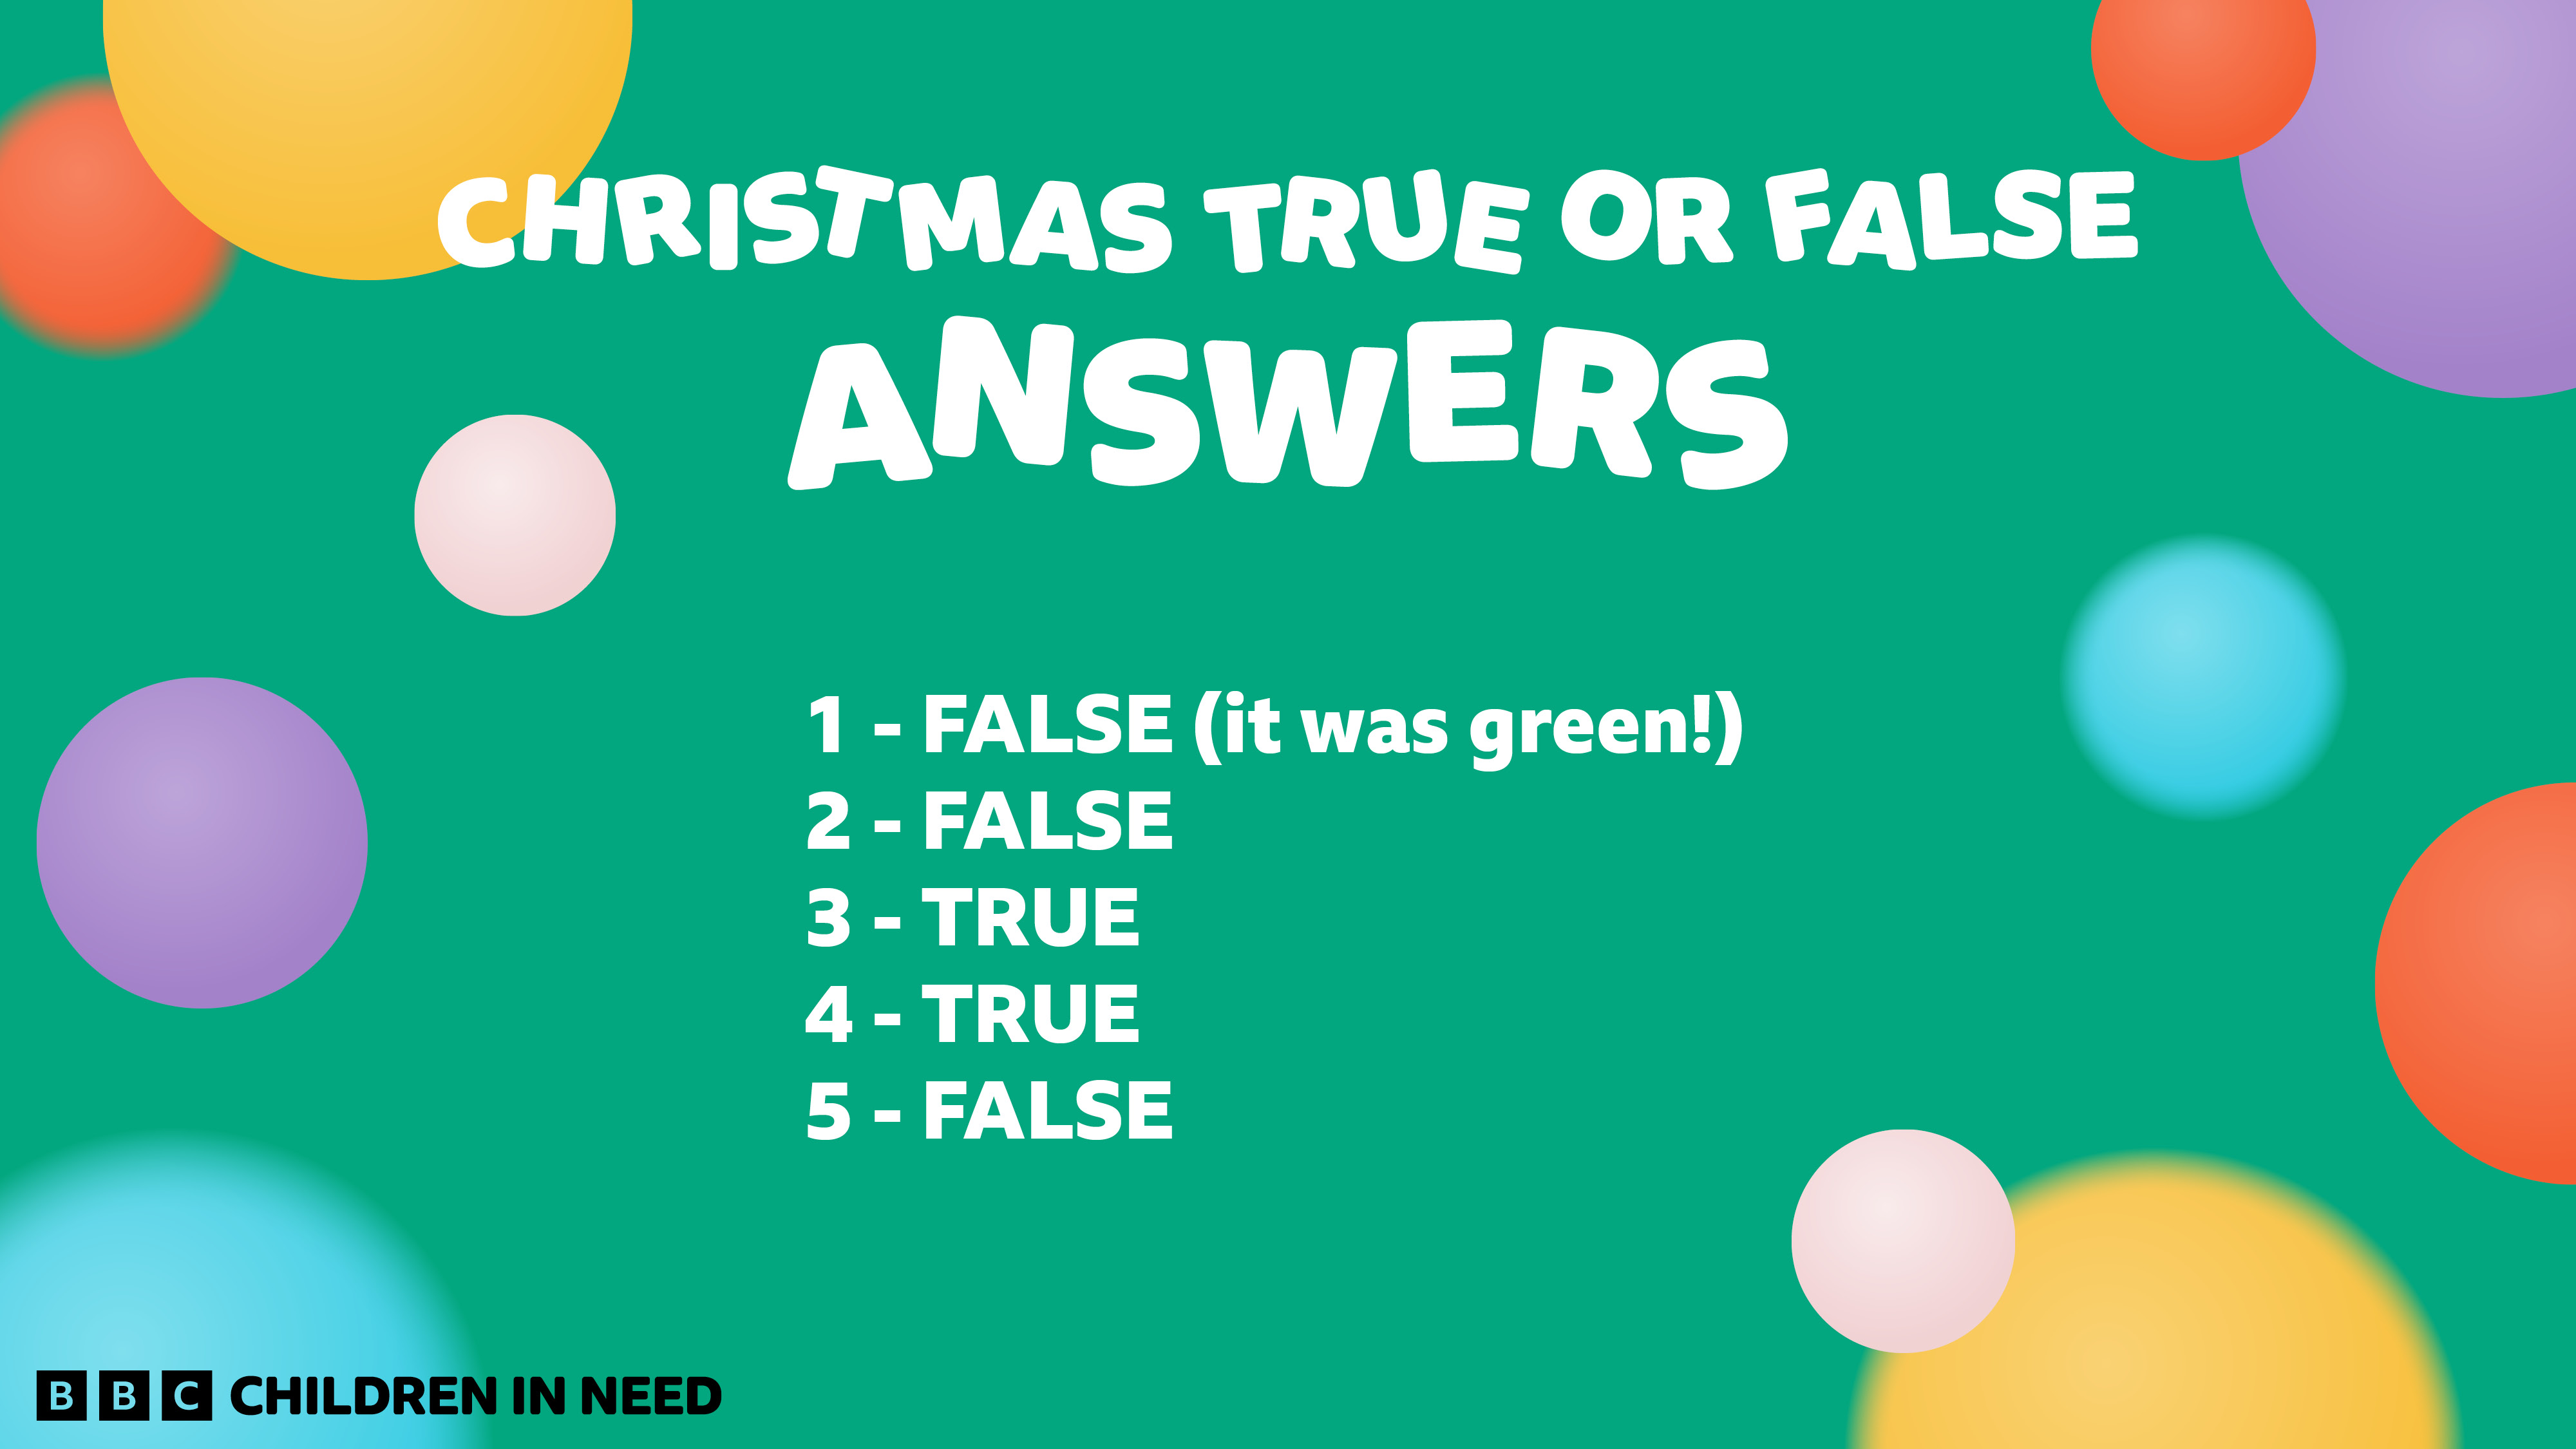 CHRISTMAS TRUE OR FALSE
ANSWERS
1 - FALSE (it was green!)
2 - FALSE
3 - TRUE
4 - TRUE
5 - FALSE
BBC CHILDREN IN NEED